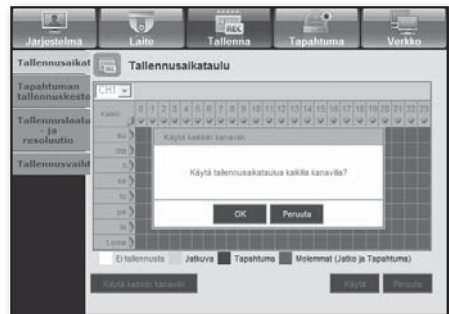 REC
Järjestelmä Laite Tallenna Tapahtuma Verkko
Tallennusaikat
Tallennusaikataulu
Tapahtuman
tallennuskesto
CH1
Kaikki 0 1 2 3 4 5 6 7 8 9 10 11 12 13 14 15 16 17 18 19 20 21 22 23
Tallennuslaatu
- ja
resoluutio
su
Käytä kaikkiin kanaviin
ma
Tallennusvaihto
ti
Käytä tallennusaikataulua kaikilla kanavilla?
ke
to
pe
OK Peruuta
la
Loma
Ei tallennusta Jatkuva Tapahtuma Molemmat (Jatko ja Tapahtuma)
Käytä kaikkiin kanaviin Käytä Peruuta